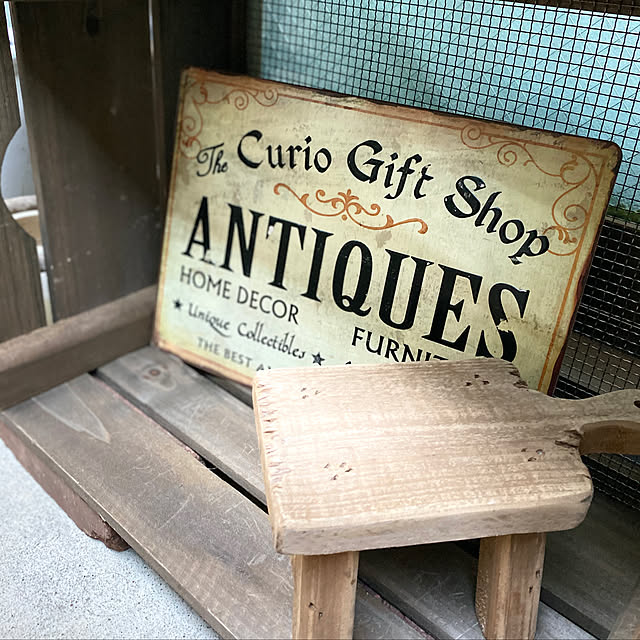 The Curio Gift Shop
ANTIQUES
HOME DECOR
Unique Collectibles
THE BEST